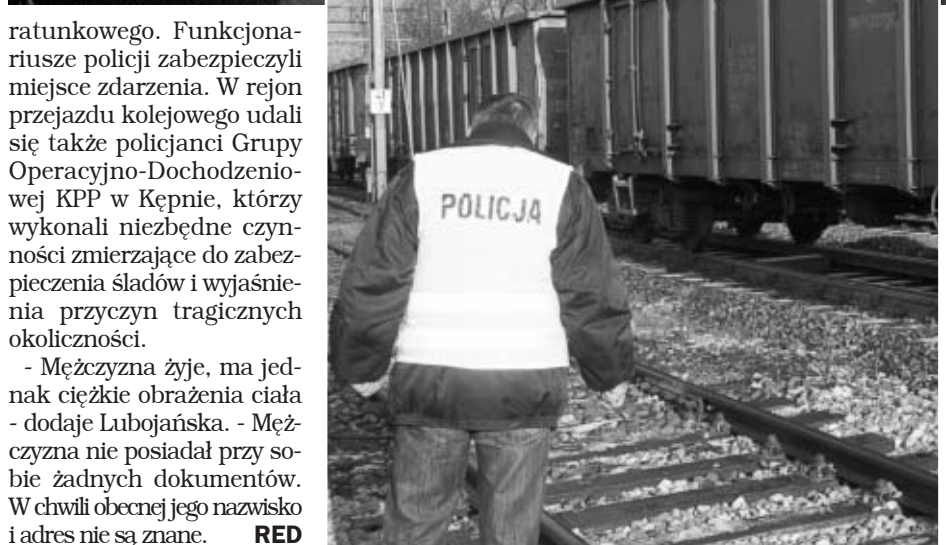 ratunkowego. Funkcjona-
riusze policji zabezpieczyli
miejsce zdarzenia. W rejon
przejazdu kolejowego udali
się także policjanci Grupy
Operacyjno-Dochodzenio-
wej KPP w Kępnie, którzy
wykonali niezbędne czyn-
ności zmierzające do zabez-
pieczenia śladów i wyjaśnie-
nia przyczyn tragicznych
okoliczności.
- Mężczyzna żyje, ma jed-
nak ciężkie obrażenia ciała
- dodaje Lubojańska. - Męż-
czyzna nie posiadał przy so-
bie żadnych dokumentów.
W chwili obecnej jego nazwisko
i adres nie są znane. RED
POLICJA